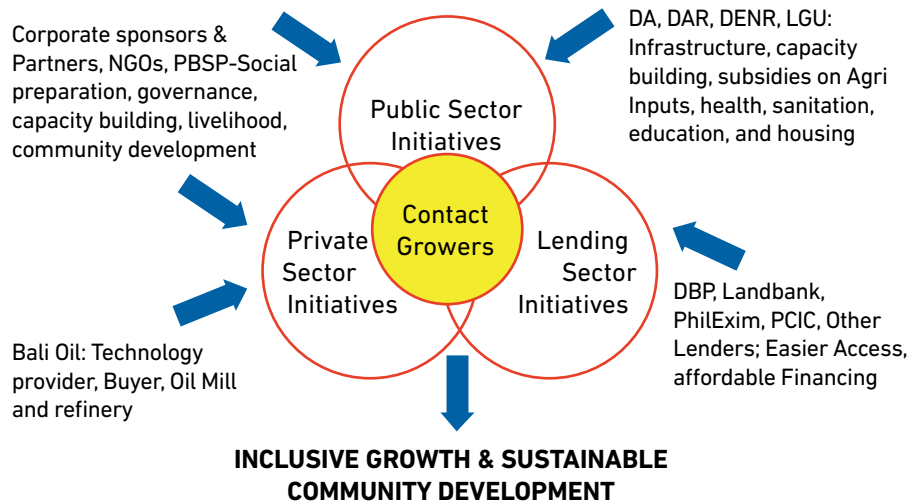 Corporate sponsors &
Partners, NGOs, PBSP-Social
preparation, governance,
capacity building, livelihood,
community development
DA, DAR, DENR, LGU:
Infrastructure, capacity
building, subsidies on Agri
Inputs, health, sanitation,
education, and housing
Public Sector
Initiatives
Contact
Growers
Private
Sector
Initiatives
Lending
Sector
Initiatives
Bali Oil: Technology
provider, Buyer, Oil Mill
and refinery
DBP, Landbank,
PhilExim, PCIC, Other
Lenders; Easier Access,
affordable Financing
INCLUSIVE GROWTH & SUSTAINABLE
COMMUNITY DEVELOPMENT